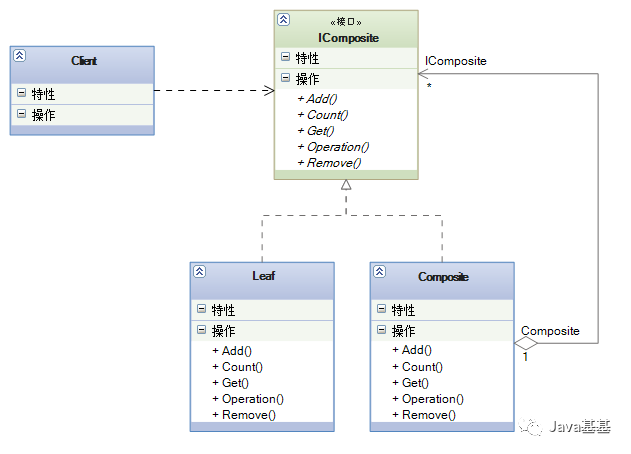 Client
特性
操作
«接口»
IComposite
特性
操作
+ Add()
+ Count()
+ Get()
+ Operation()
+ Remove()
IComposite
*
Leaf
特性
操作
+ Add()
+ Count()
+ Get()
+ Operation()
+ Remove()
Composite
特性
操作
+ Add()
+ Count()
+ Get()
+ Operation()
+ Remove()
Composite
1
Java基基